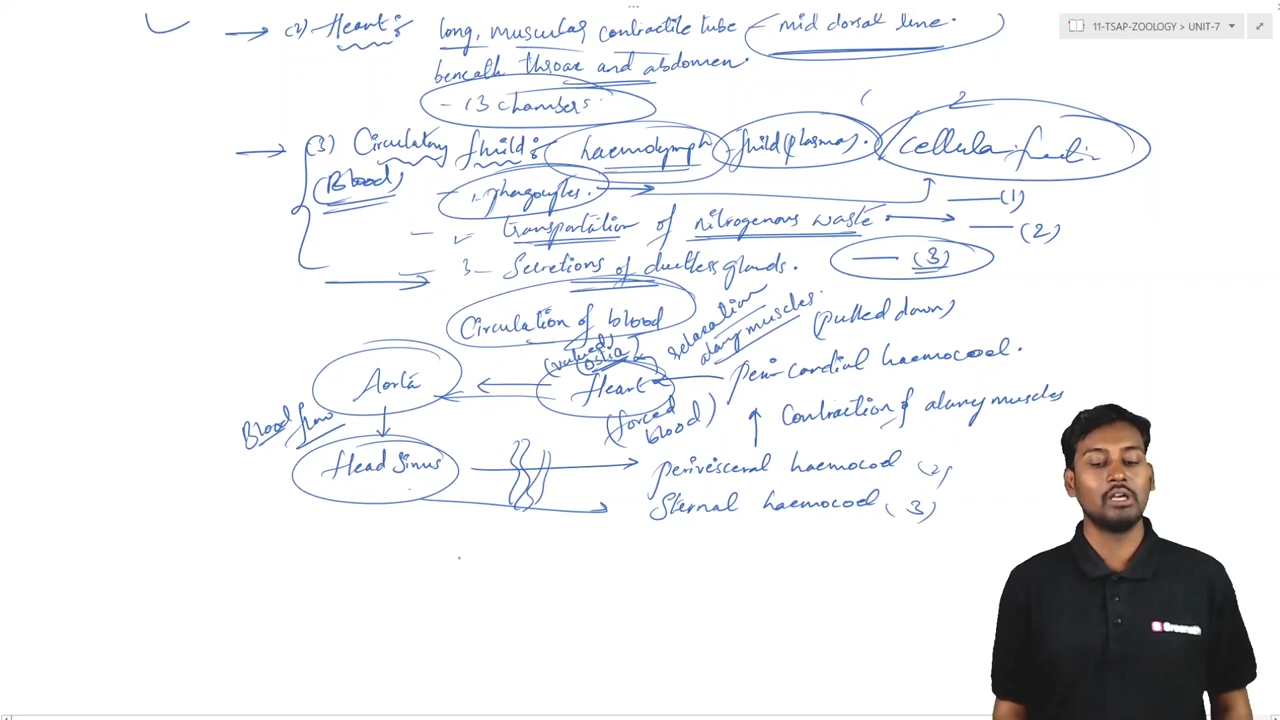 11-TSAP-ZOOLOGY > UNIT-7
→ (2) Heart : long, muscular contractile tube - mid dorsal line.
beneath throax and abdomen.
- 13 chambers.
→ (3) Circulatory fluid : haemolymph - fluid (plasma). / cellular
(Blood)
1, phagocytes. →
- transportation of nitrogenous waste → — (1)
— (2)
3 - Secretions of ductless glands. — (3)
Circulation of blood
relaxation
alary muscles. (pulled down)
(valved)
ostia
Aorta ← Heart ← Peri-cardial haemocoel.
(forced
blood)
↑ Contraction of alary muscles
Blood flow
Head sinus → perivisceral haemocoel (2)
Sternal haemocoel (3)